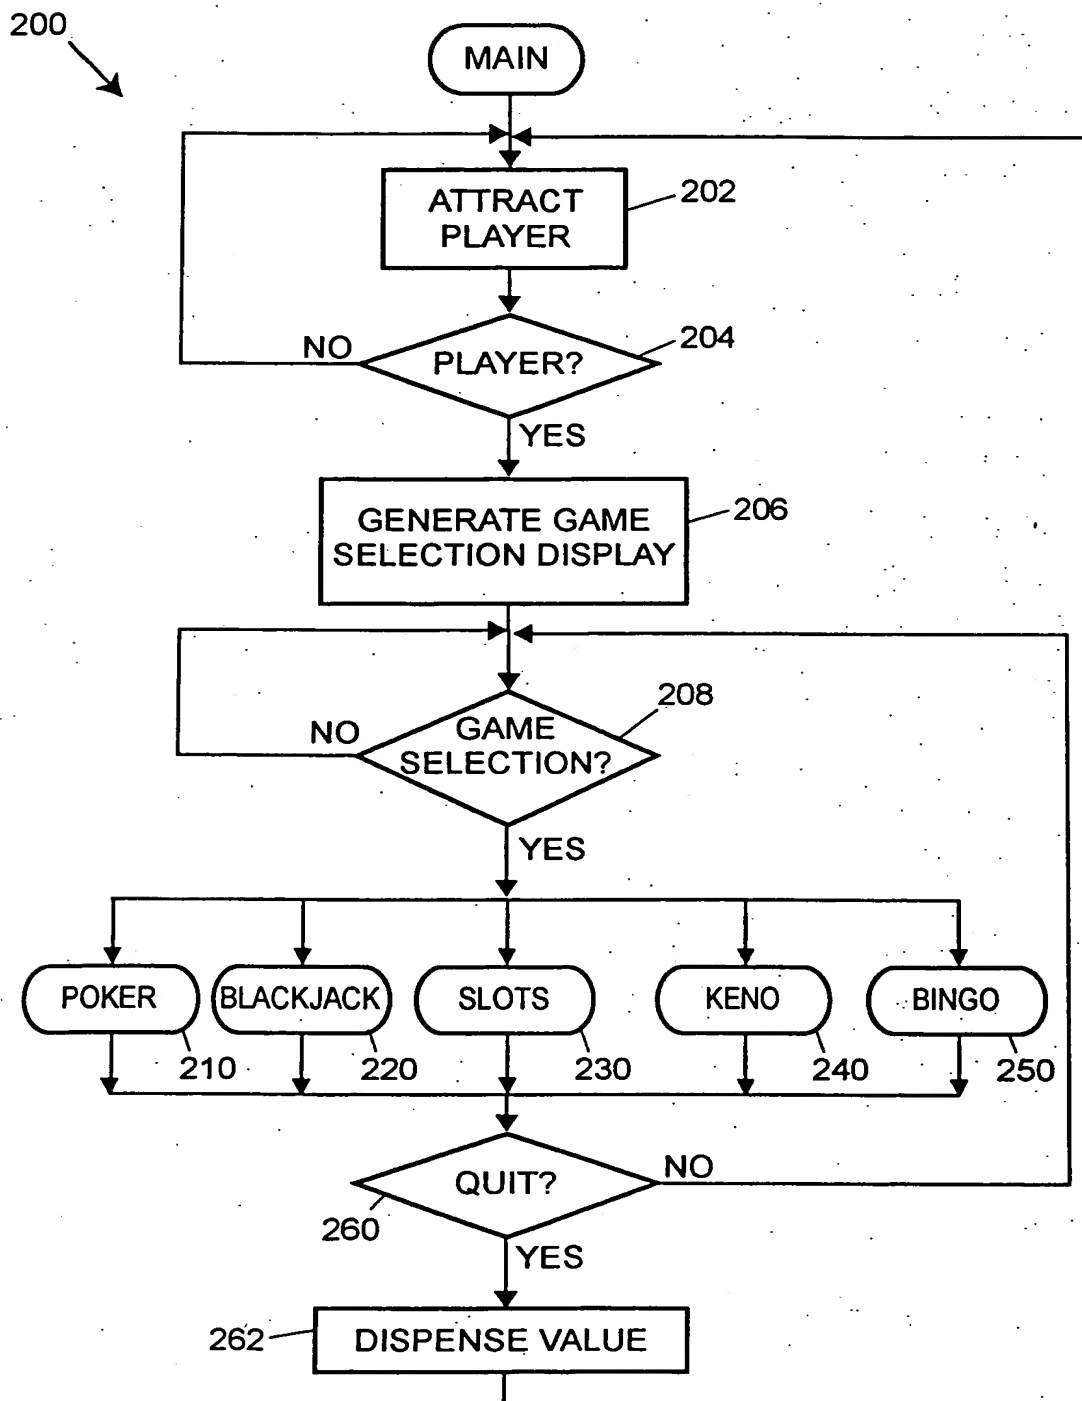 200
MAIN
ATTRACT
PLAYER
202
PLAYER?
204
NO
YES
GENERATE GAME
SELECTION DISPLAY
206
GAME
SELECTION?
208
NO
YES
POKER
BLACKJACK
SLOTS
KENO
BINGO
210
220
230
240
250
QUIT?
NO
260
YES
262
DISPENSE VALUE